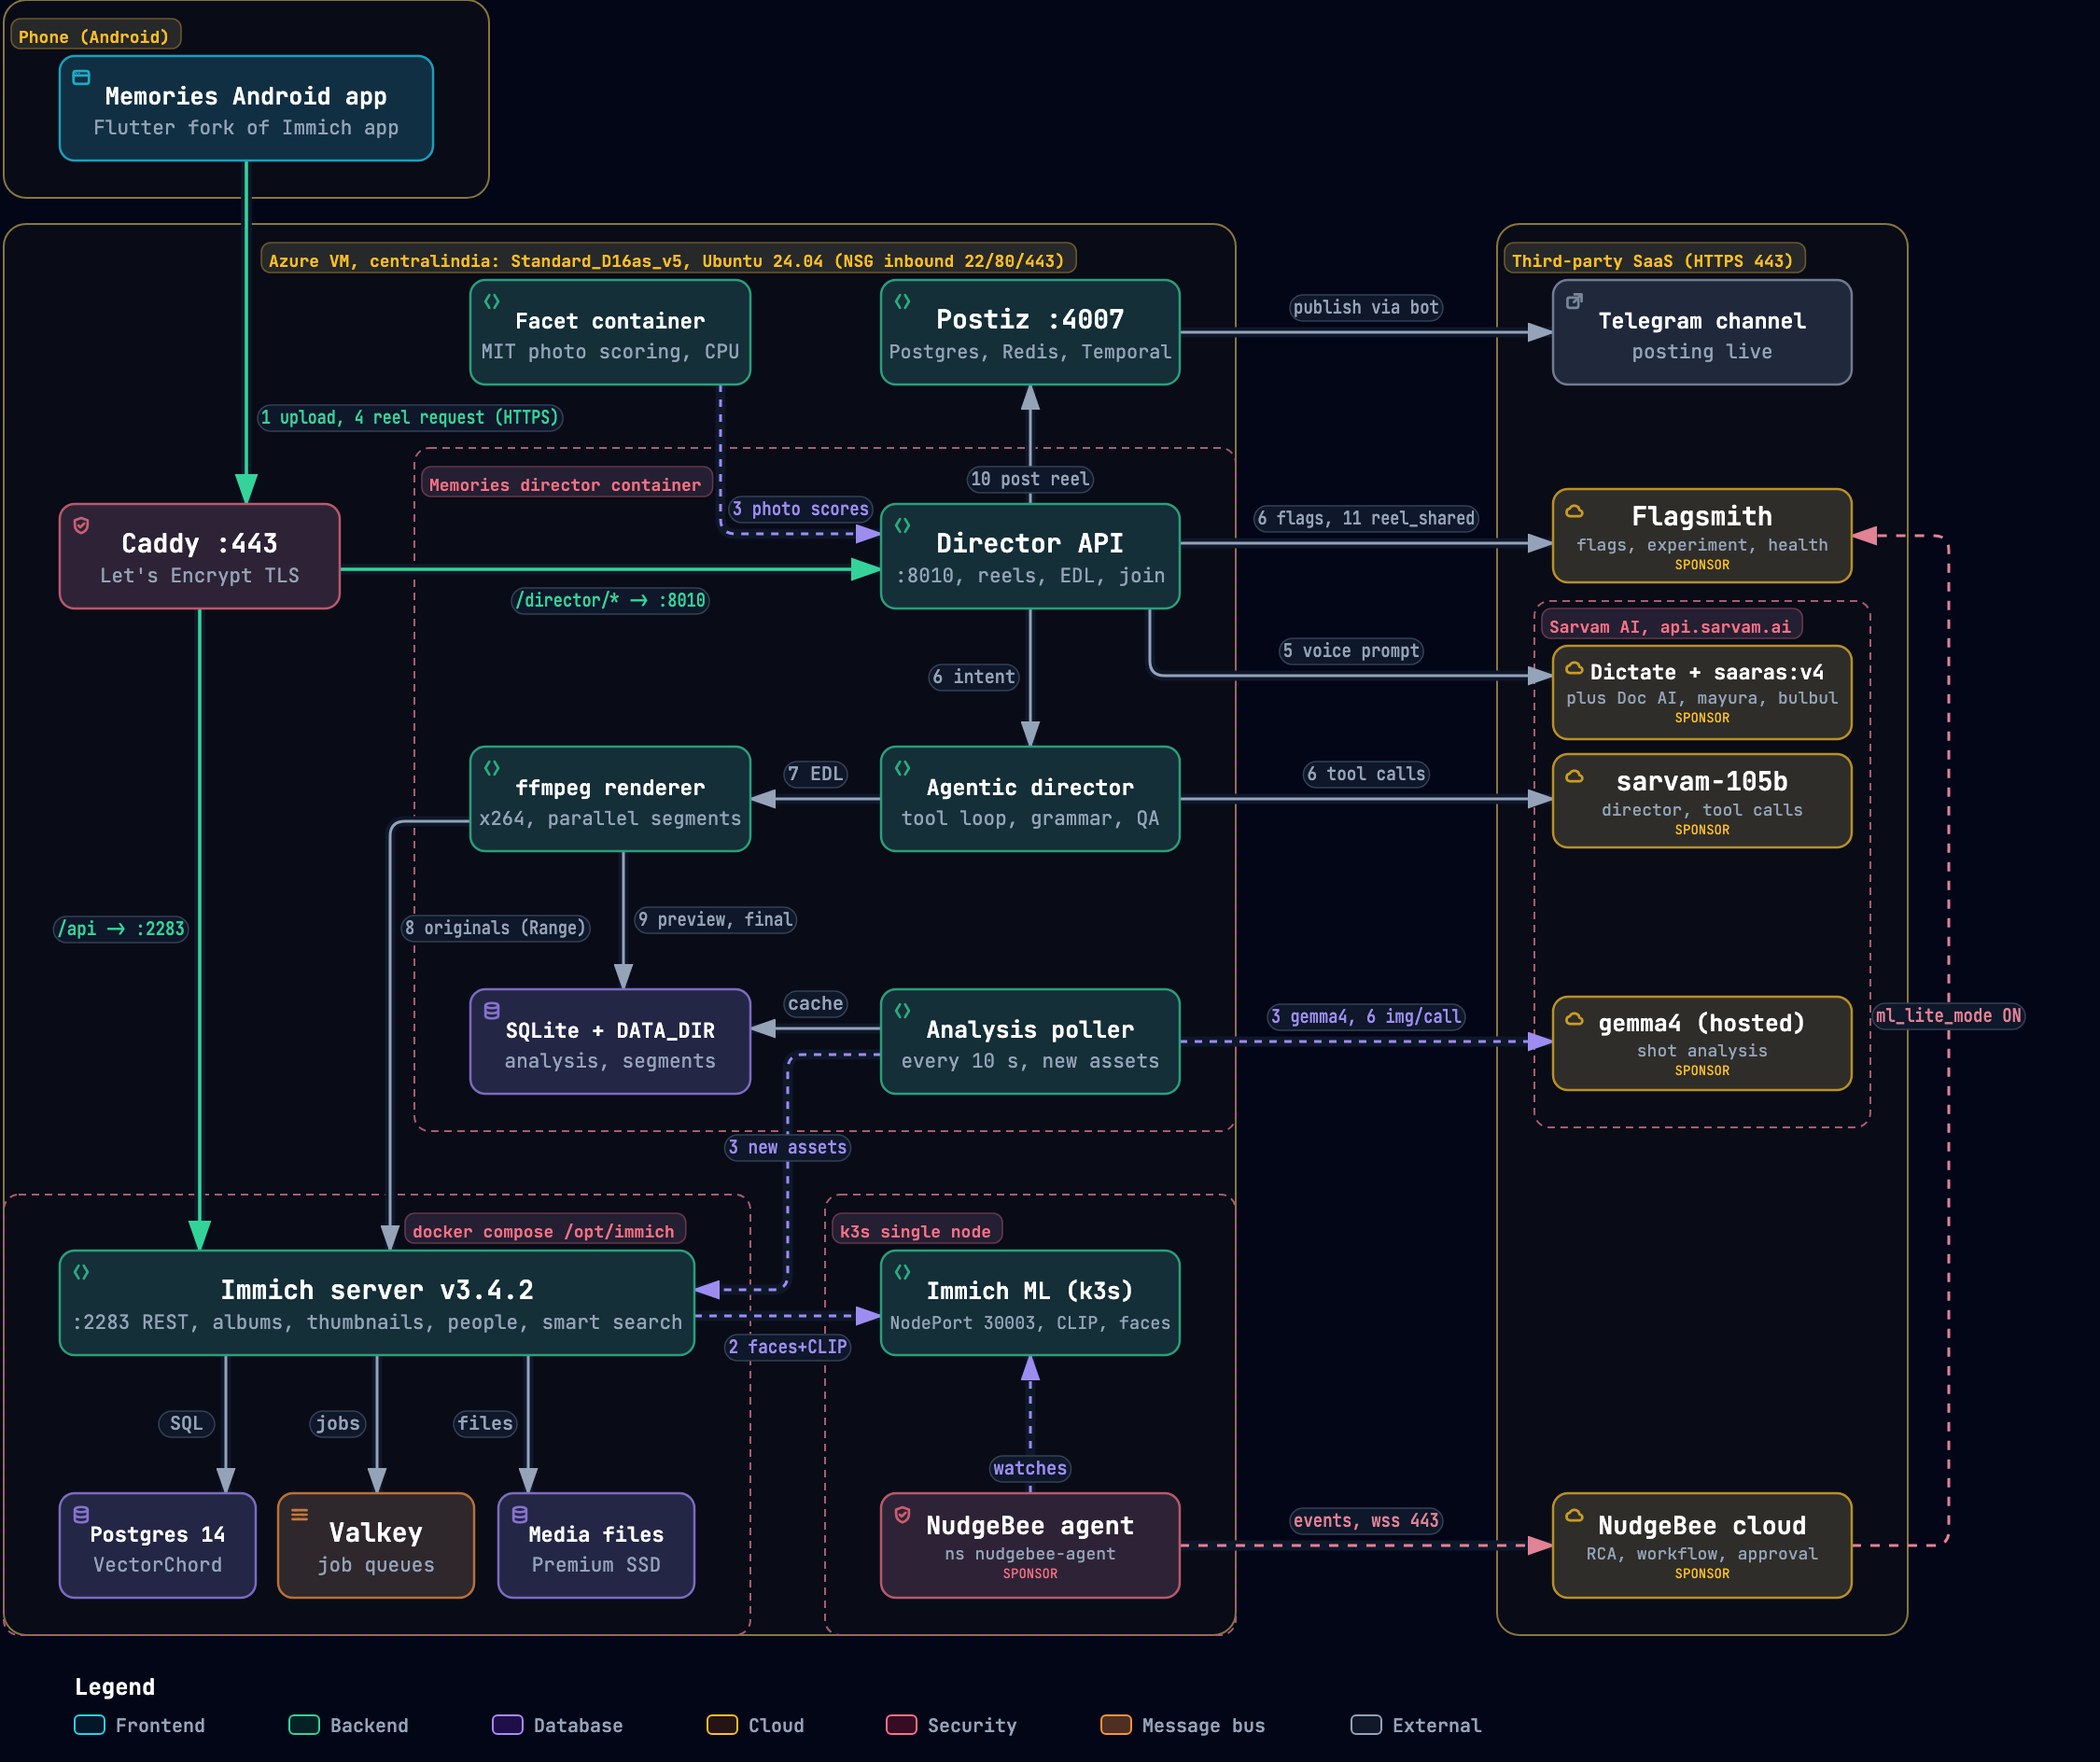 Phone (Android)
Memories Android app
Flutter fork of Immich app
Azure VM, centralindia: Standard_D16as_v5, Ubuntu 24.04 (NSG inbound 22/80/443)
Third-party SaaS (HTTPS 443)
Facet container
MIT photo scoring, CPU
Postiz :4007
Postgres, Redis, Temporal
publish via bot
Telegram channel
posting live
1 upload, 4 reel request (HTTPS)
Memories director container
10 post reel
3 photo scores
Caddy :443
Let's Encrypt TLS
/director/* → :8010
Director API
:8010, reels, EDL, join
6 flags, 11 reel_shared
Flagsmith
flags, experiment, health
SPONSOR
Sarvam AI, api.sarvam.ai
5 voice prompt
Dictate + saaras:v4
plus Doc AI, mayura, bulbul
SPONSOR
6 intent
ffmpeg renderer
x264, parallel segments
7 EDL
Agentic director
tool loop, grammar, QA
6 tool calls
sarvam-105b
director, tool calls
SPONSOR
/api → :2283
8 originals (Range)
9 preview, final
SQLite + DATA_DIR
analysis, segments
cache
Analysis poller
every 10 s, new assets
3 gemma4, 6 img/call
gemma4 (hosted)
shot analysis
SPONSOR
ml_lite_mode ON
3 new assets
docker compose /opt/immich
k3s single node
Immich server v3.4.2
:2283 REST, albums, thumbnails, people, smart search
2 faces+CLIP
Immich ML (k3s)
NodePort 30003, CLIP, faces
SQL
jobs
files
watches
Postgres 14
VectorChord
Valkey
job queues
Media files
Premium SSD
NudgeBee agent
ns nudgebee-agent
SPONSOR
events, wss 443
NudgeBee cloud
RCA, workflow, approval
SPONSOR
Legend
Frontend
Backend
Database
Cloud
Security
Message bus
External